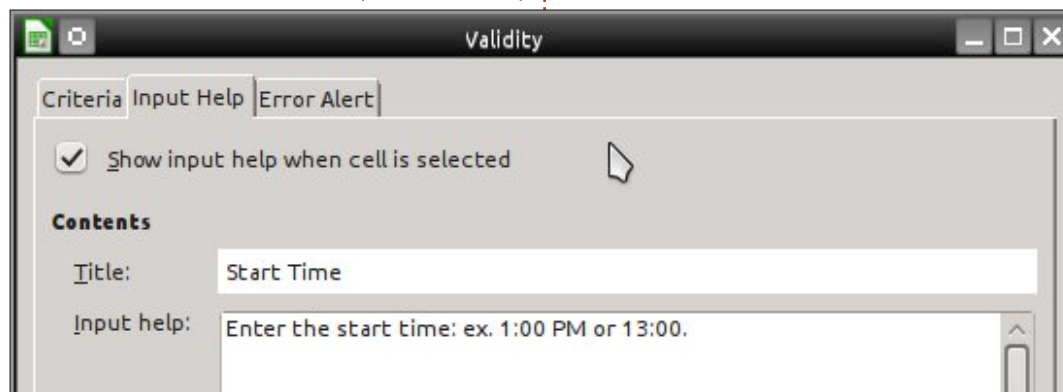 Validity
Criteria Input Help Error Alert
Show input help when cell is selected
Contents
Title: Start Time
Input help: Enter the start time: ex. 1:00 PM or 13:00.